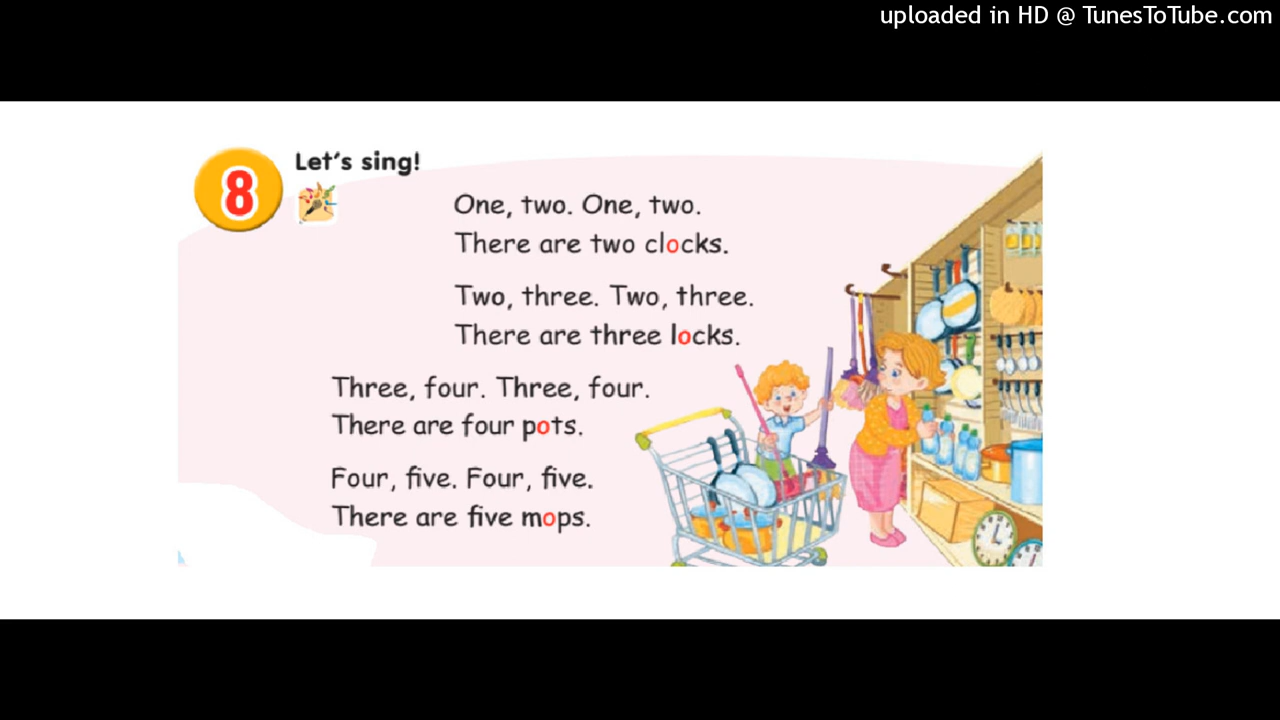 uploaded in HD @ TunesToTube.com
8
Let's sing!
One, two. One, two.
There are two clocks.
Two, three. Two, three.
There are three locks.
Three, four. Three, four.
There are four pots.
Four, five. Four, five.
There are five mops.